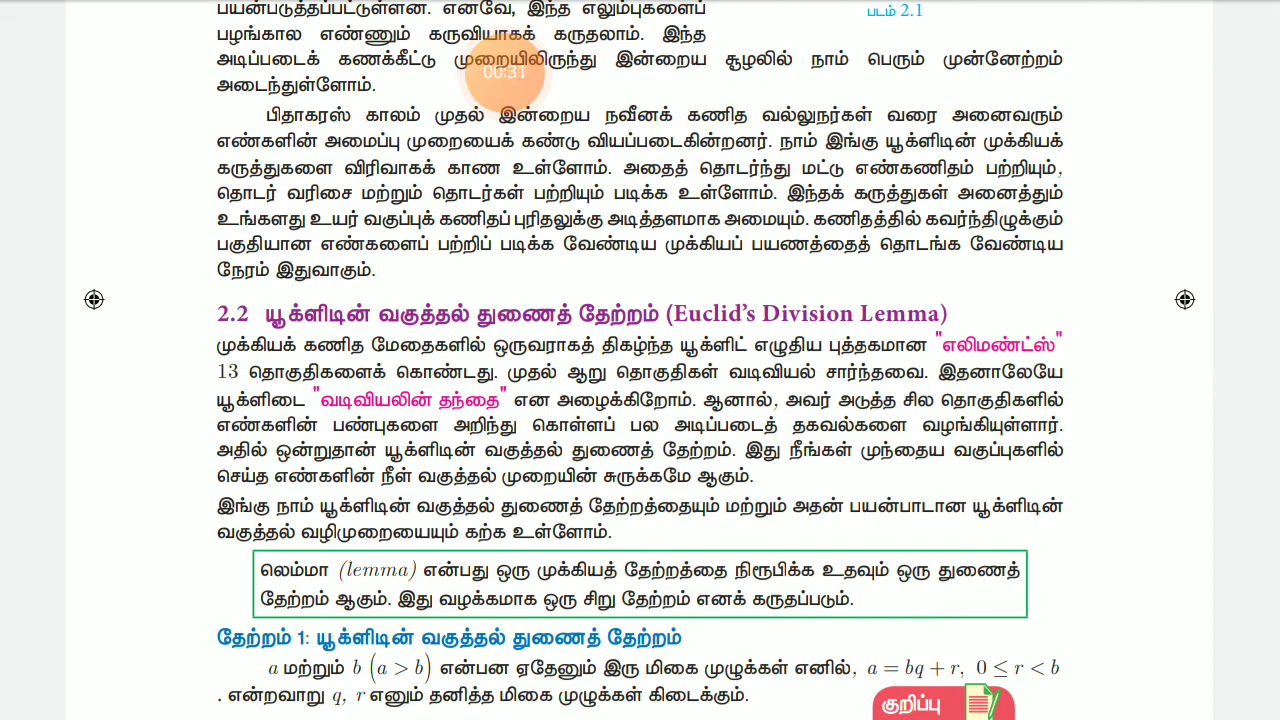 பயன்படுத்தப்பட்டுள்ளன. எனவே, இந்த எலும்புகளைப்
படம் 2.1
பழங்கால எண்ணும் கருவியாகக் கருதலாம். இந்த
அடிப்படைக் கணக்கீட்டு முறையிலிருந்து இன்றைய சூழலில் நாம் பெரும் முன்னேற்றம்
அடைந்துள்ளோம்.
00:31
பிதாகரஸ் காலம் முதல் இன்றைய நவீனக் கணித வல்லுநர்கள் வரை அனைவரும்
எண்களின் அமைப்பு முறையைக் கண்டு வியப்படைகின்றனர். நாம் இங்கு யூக்ளிடின் முக்கியக்
கருத்துகளை விரிவாகக் காண உள்ளோம். அதைத் தொடர்ந்து மட்டு எண்கணிதம் பற்றியும்,
தொடர் வரிசை மற்றும் தொடர்கள் பற்றியும் படிக்க உள்ளோம். இந்தக் கருத்துகள் அனைத்தும்
உங்களது உயர் வகுப்புக் கணிதப் புரிதலுக்கு அடித்தளமாக அமையும். கணிதத்தில் கவர்ந்திழுக்கும்
பகுதியான எண்களைப் பற்றிப் படிக்க வேண்டிய முக்கியப் பயணத்தைத் தொடங்க வேண்டிய
நேரம் இதுவாகும்.
2.2 யூக்ளிடின் வகுத்தல் துணைத் தேற்றம் (Euclid's Division Lemma)
முக்கியக் கணித மேதைகளில் ஒருவராகத் திகழ்ந்த யூக்ளிட் எழுதிய புத்தகமான "எலிமண்ட்ஸ்"
13 தொகுதிகளைக் கொண்டது. முதல் ஆறு தொகுதிகள் வடிவியல் சார்ந்தவை. இதனாலேயே
யூக்ளிடை "வடிவியலின் தந்தை" என அழைக்கிறோம். ஆனால், அவர் அடுத்த சில தொகுதிகளில்
எண்களின் பண்புகளை அறிந்து கொள்ளப் பல அடிப்படைத் தகவல்களை வழங்கியுள்ளார்.
அதில் ஒன்றுதான் யூக்ளிடின் வகுத்தல் துணைத் தேற்றம். இது நீங்கள் முந்தைய வகுப்புகளில்
செய்த எண்களின் நீள் வகுத்தல் முறையின் சுருக்கமே ஆகும்.
இங்கு நாம் யூக்ளிடின் வகுத்தல் துணைத் தேற்றத்தையும் மற்றும் அதன் பயன்பாடான யூக்ளிடின்
வகுத்தல் வழிமுறையையும் கற்க உள்ளோம்.
லெம்மா (lemma) என்பது ஒரு முக்கியத் தேற்றத்தை நிரூபிக்க உதவும் ஒரு துணைத்
தேற்றம் ஆகும். இது வழக்கமாக ஒரு சிறு தேற்றம் எனக் கருதப்படும்.
தேற்றம் 1: யூக்ளிடின் வகுத்தல் துணைத் தேற்றம்
a மற்றும் b (a > b) என்பன ஏதேனும் இரு மிகை முழுக்கள் எனில், a = bq + r, 0 ≤ r < b
. என்றவாறு q, r எனும் தனித்த மிகை முழுக்கள் கிடைக்கும்.
குறிப்பு